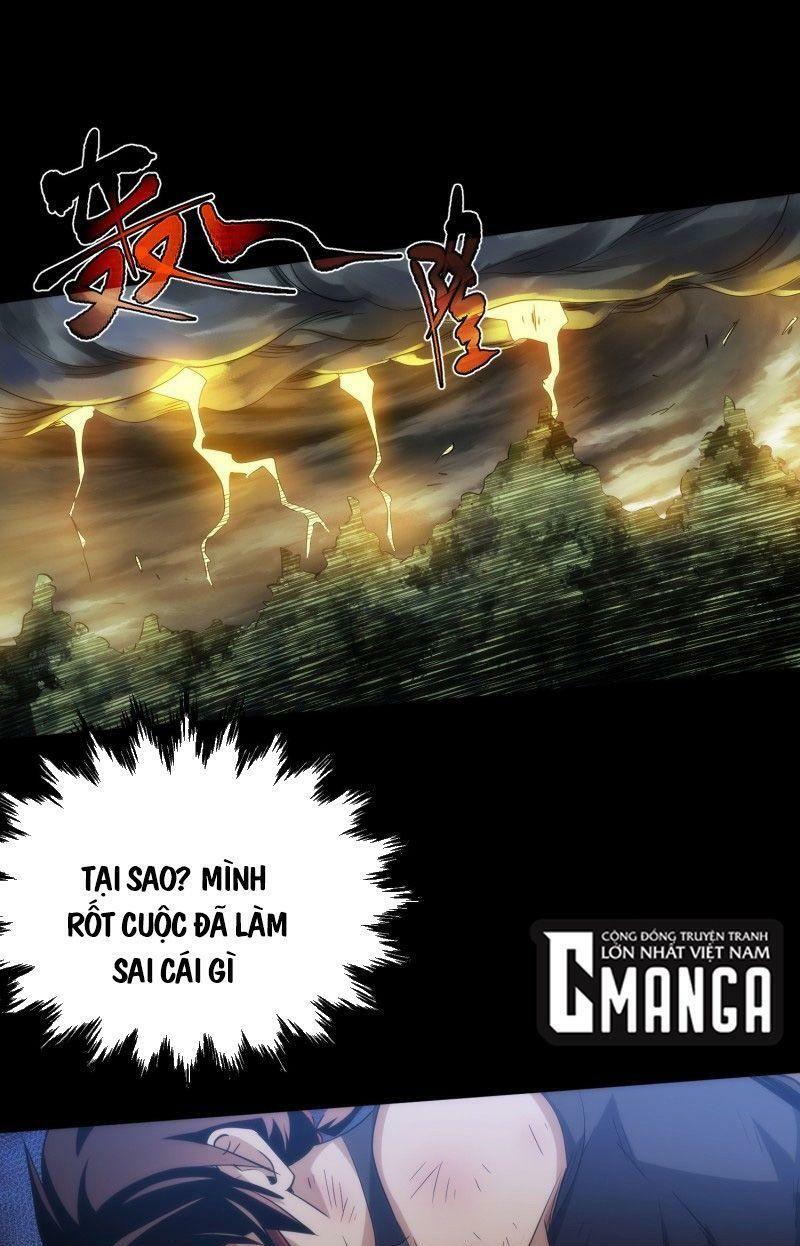 轰
隆
TẠI SAO? MÌNH
RỐT CUỘC ĐÃ LÀM
SAI CÁI GÌ
CỘNG ĐỒNG TRUYỆN TRANH
LỚN NHẤT VIỆT NAM
CMANGA